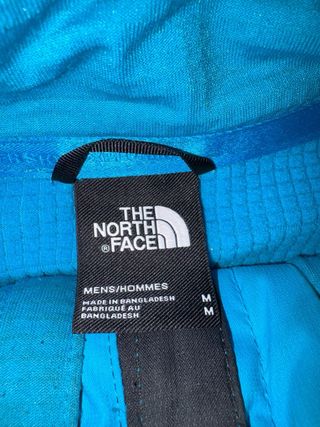 THE
NORTH
FACE
®
MENS/HOMMES
MADE IN BANGLADESH M
FABRIQUÉ AU M
BANGLADESH